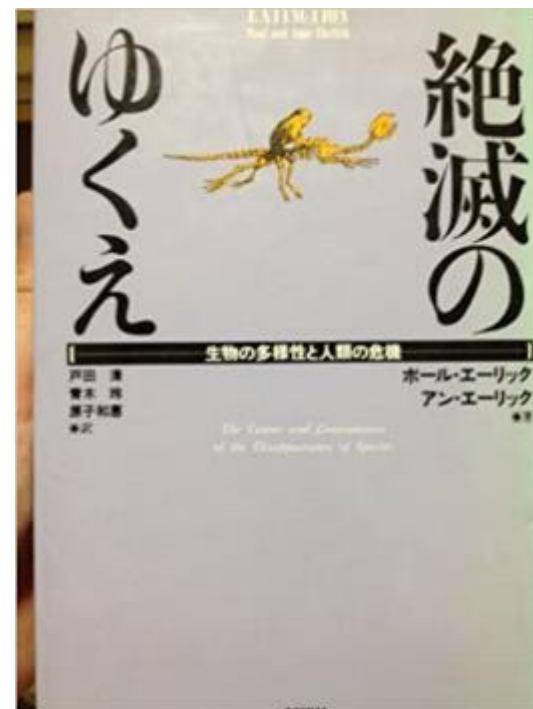 EXTINCTION
Paul and Anne Ehrlich
絶滅の
ゆくえ
生物の多様性と人類の危機
ポール・エーリック
アン・エーリック
●著
戸田 清
青木 玲
原子和恵
●訳
The Causes and Consequences
of the Disappearance of Species